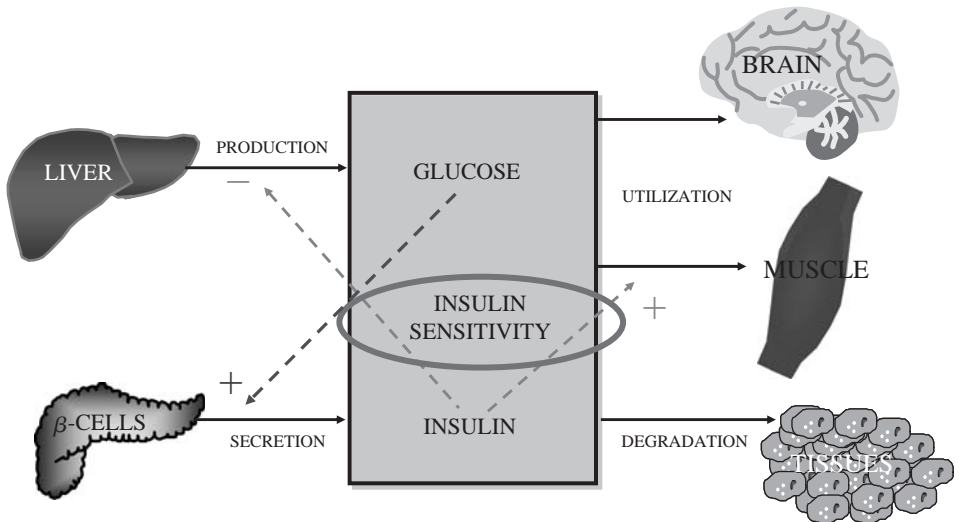 BRAIN
PRODUCTION
LIVER
GLUCOSE
−
UTILIZATION
MUSCLE
INSULIN
SENSITIVITY
+
+
β-CELLS
INSULIN
SECRETION
DEGRADATION
TISSUES